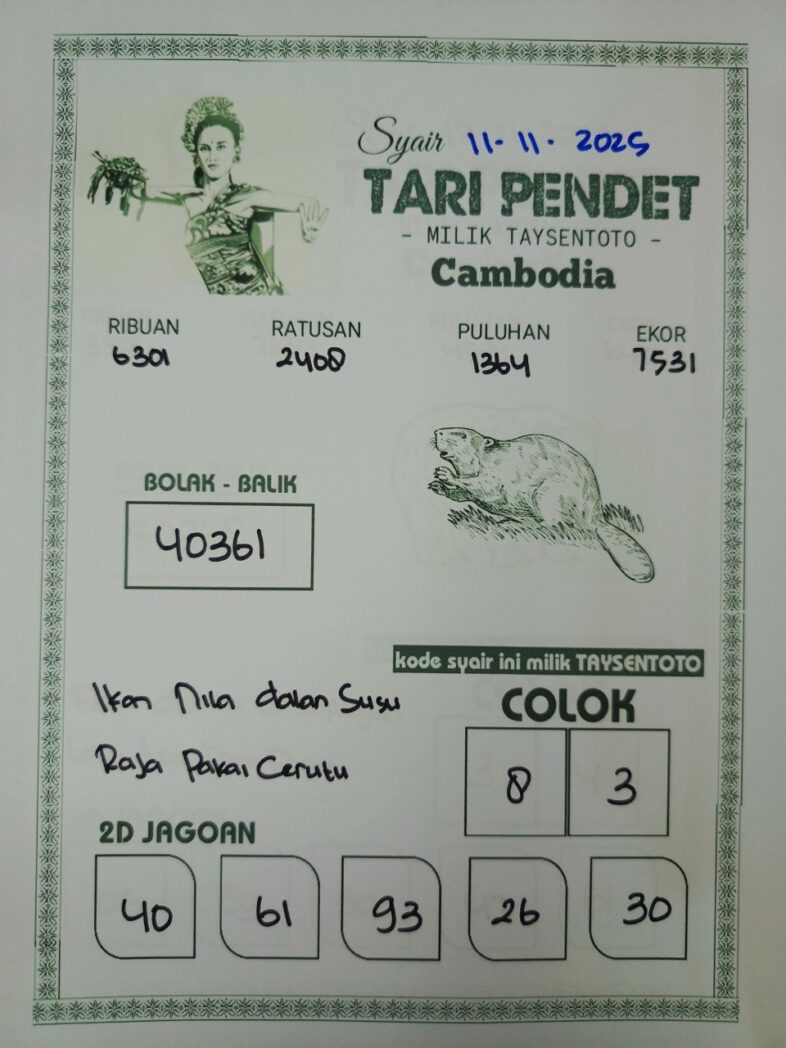 Syair 11-11-2025
TARI PENDET
- MILIK TAYSENTOTO -
Cambodia
RIBUAN RATUSAN PULUHAN EKOR
6301 2408 1364 7531
BOLAK - BALIK
40361
kode syair ini milik TAYSENTOTO
Ikan Nila dalan Susu
COLOK
Raja Pakai Cerutu
8 3
2D JAGOAN
40 61 93 26 30